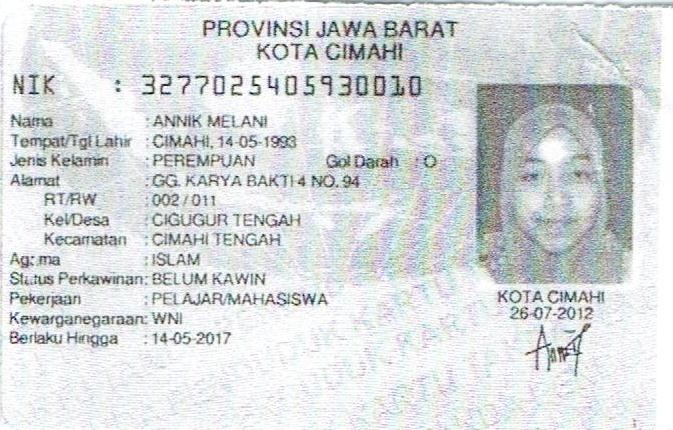 PROVINSI JAWA BARAT
KOTA CIMAHI
NIK : 3277025405930010
Nama : ANNIK MELANI
Tempat/Tgl Lahir : CIMAHI, 14-05-1993
Jenis Kelamin : PEREMPUAN Gol Darah : O
Alamat : GG. KARYA BAKTI 4 NO. 94
RT/RW : 002 / 011
Kel/Desa : CIGUGUR TENGAH
Kecamatan : CIMAHI TENGAH
Agama : ISLAM
Status Perkawinan: BELUM KAWIN
Pekerjaan : PELAJAR/MAHASISWA
Kewarganegaraan: WNI
Berlaku Hingga : 14-05-2017
KOTA CIMAHI
26-07-2012